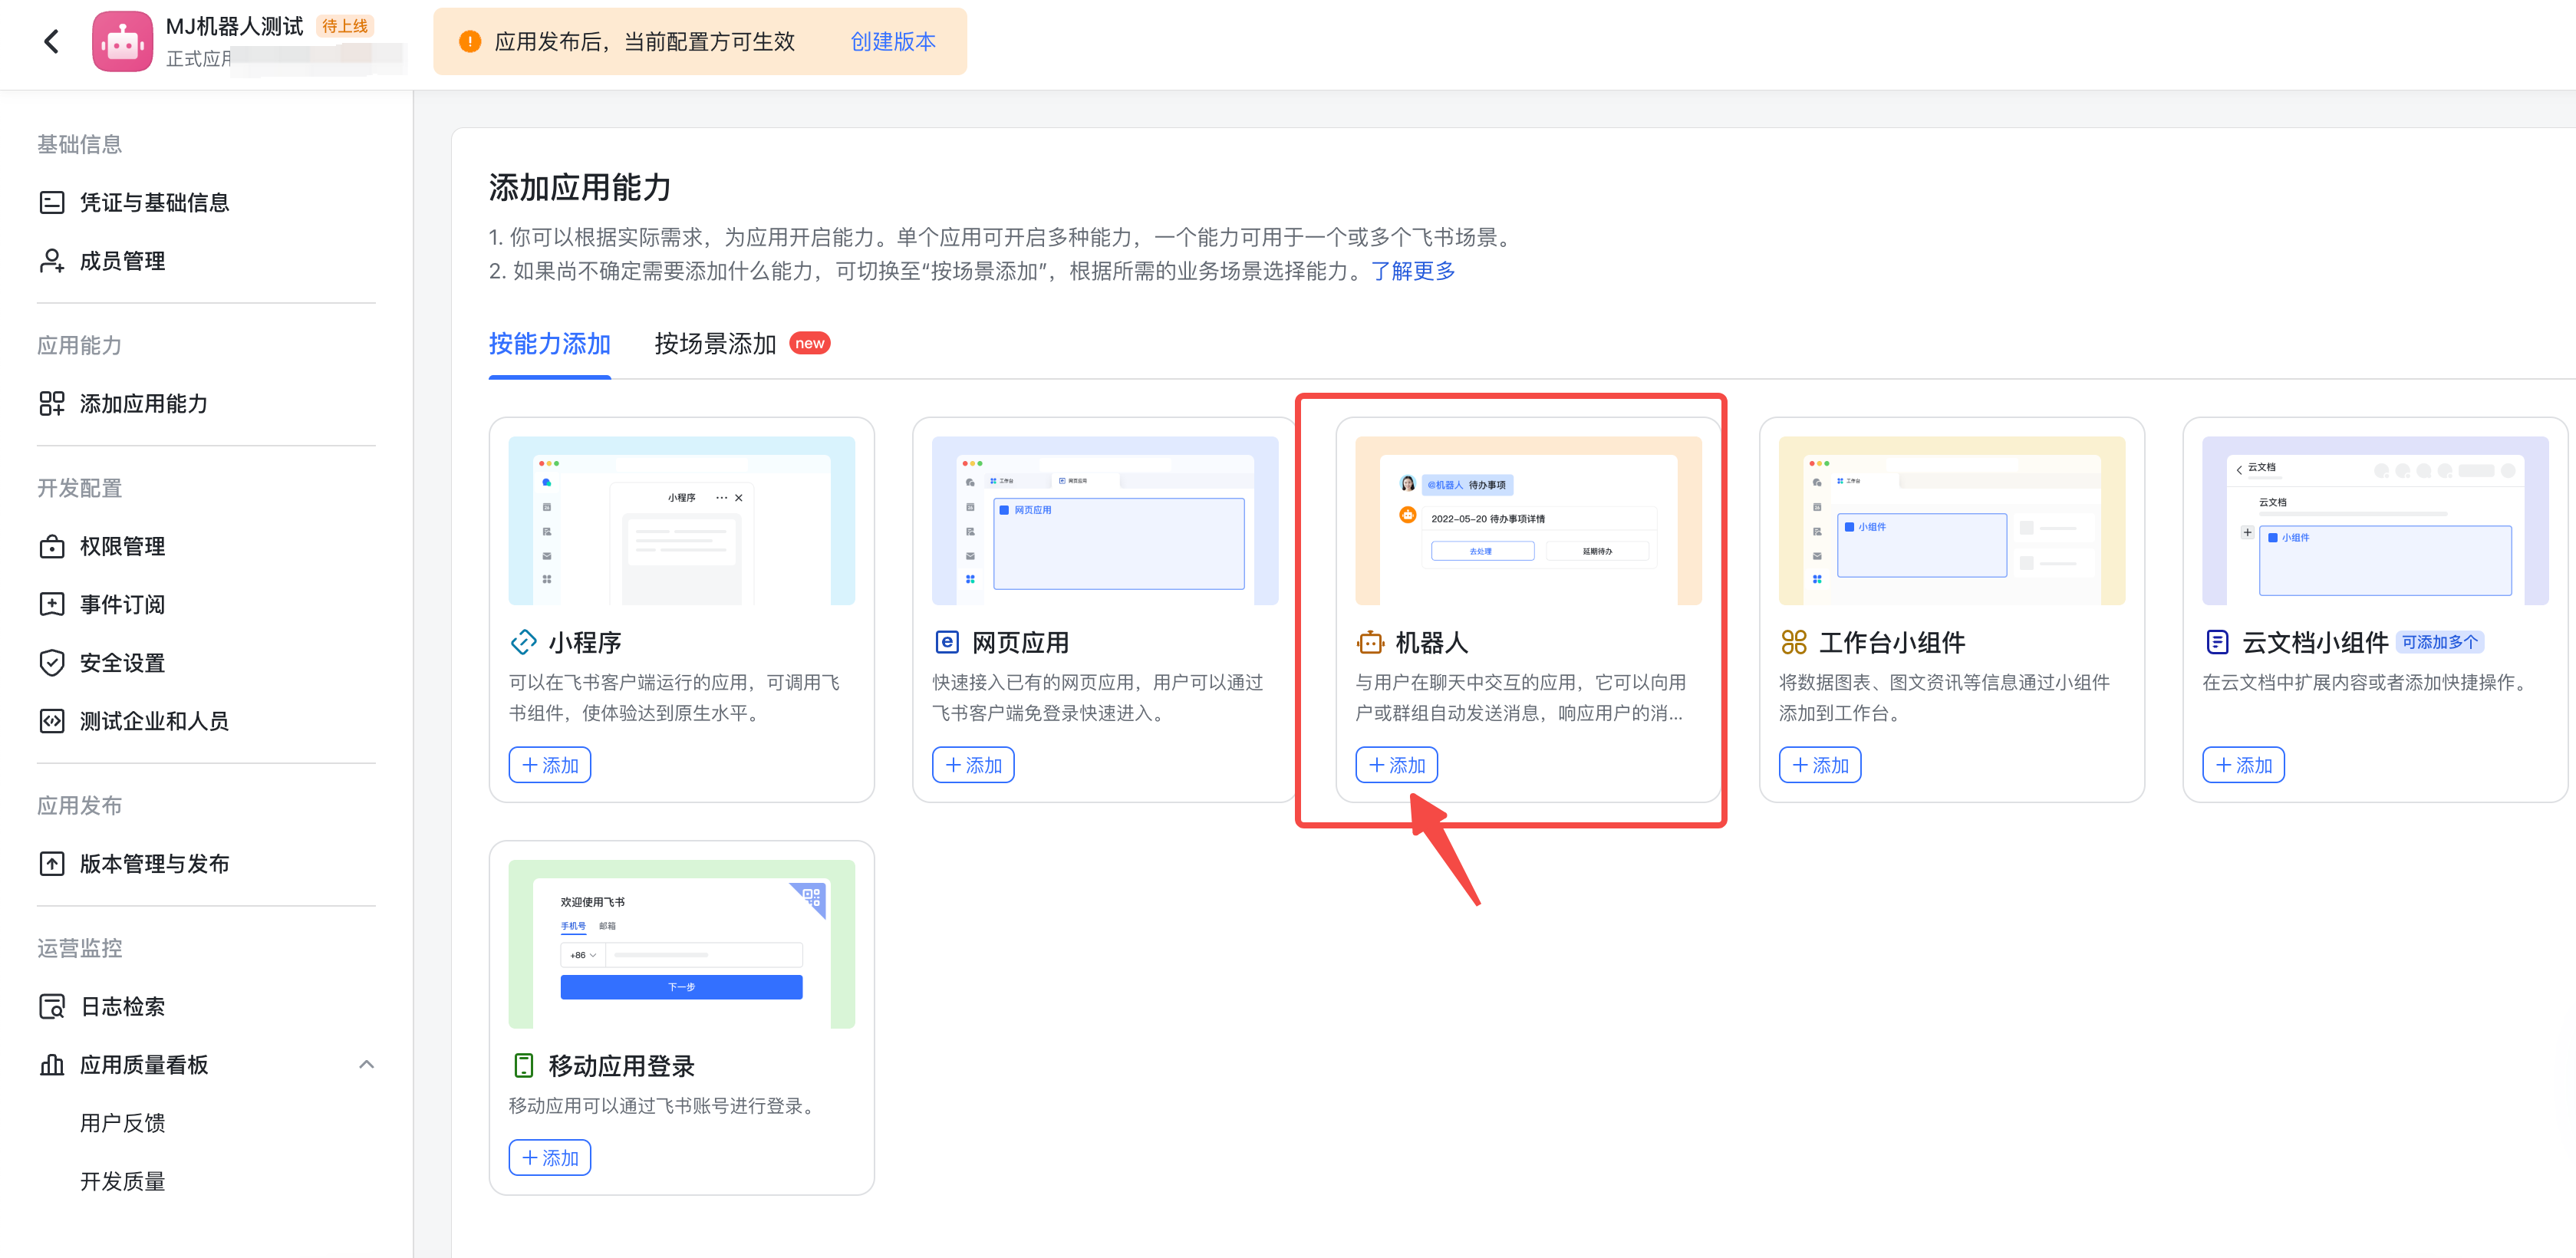 MJ机器人测试 待上线
正式应用
应用发布后，当前配置方可生效 创建版本
基础信息
凭证与基础信息
成员管理
应用能力
添加应用能力
开发配置
权限管理
事件订阅
安全设置
测试企业和人员
应用发布
版本管理与发布
运营监控
日志检索
应用质量看板
用户反馈
开发质量
添加应用能力
1. 你可以根据实际需求，为应用开启能力。单个应用可开启多种能力，一个能力可用于一个或多个飞书场景。
2. 如果尚不确定需要添加什么能力，可切换至“按场景添加”，根据所需的业务场景选择能力。了解更多
按能力添加 按场景添加 new
小程序
小程序
可以在飞书客户端运行的应用，可调用飞
书组件，使体验达到原生水平。
+ 添加
工作台 网页应用
网页应用
网页应用
快速接入已有的网页应用，用户可以通过
飞书客户端免登录快速进入。
+ 添加
@机器人 待办事项
2022-05-20 待办事项详情
去处理 延期待办
机器人
与用户在聊天中交互的应用，它可以向用
户或群组自动发送消息，响应用户的消...
+ 添加
工作台
小组件
工作台小组件
将数据图表、图文资讯等信息通过小组件
添加到工作台。
+ 添加
云文档
云文档
小组件
云文档小组件 可添加多个
在云文档中扩展内容或者添加快捷操作。
+ 添加
欢迎使用飞书
手机号 邮箱
+86
下一步
移动应用登录
移动应用可以通过飞书账号进行登录。
+ 添加